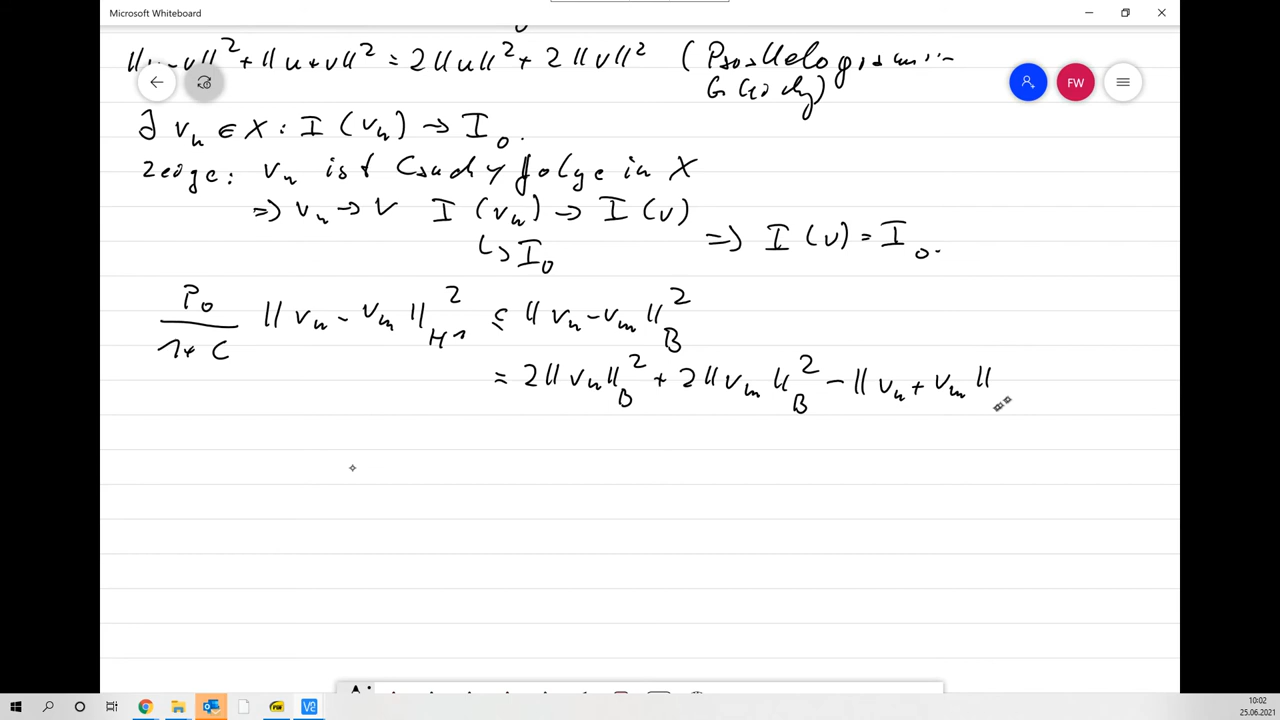 Microsoft Whiteboard
||u-v||² + ||u+v||² = 2||u||² + 2||v||² (Parallelogramm-
FW
∃ vₙ ∈ X : I(vₙ) → I₀.
Zeige: vₙ ist Cauchyfolge in X
⇒ vₙ → v I(vₙ) → I(v)
↳ I₀ ⇒ I(v) = I₀.
p₀/(1+C) ||vₙ - vₘ||²_H¹ ≤ ||vₙ - vₘ||²_B
= 2||vₙ||²_B + 2||vₘ||²_B - ||vₙ + vₘ||
10:02
25.06.2021